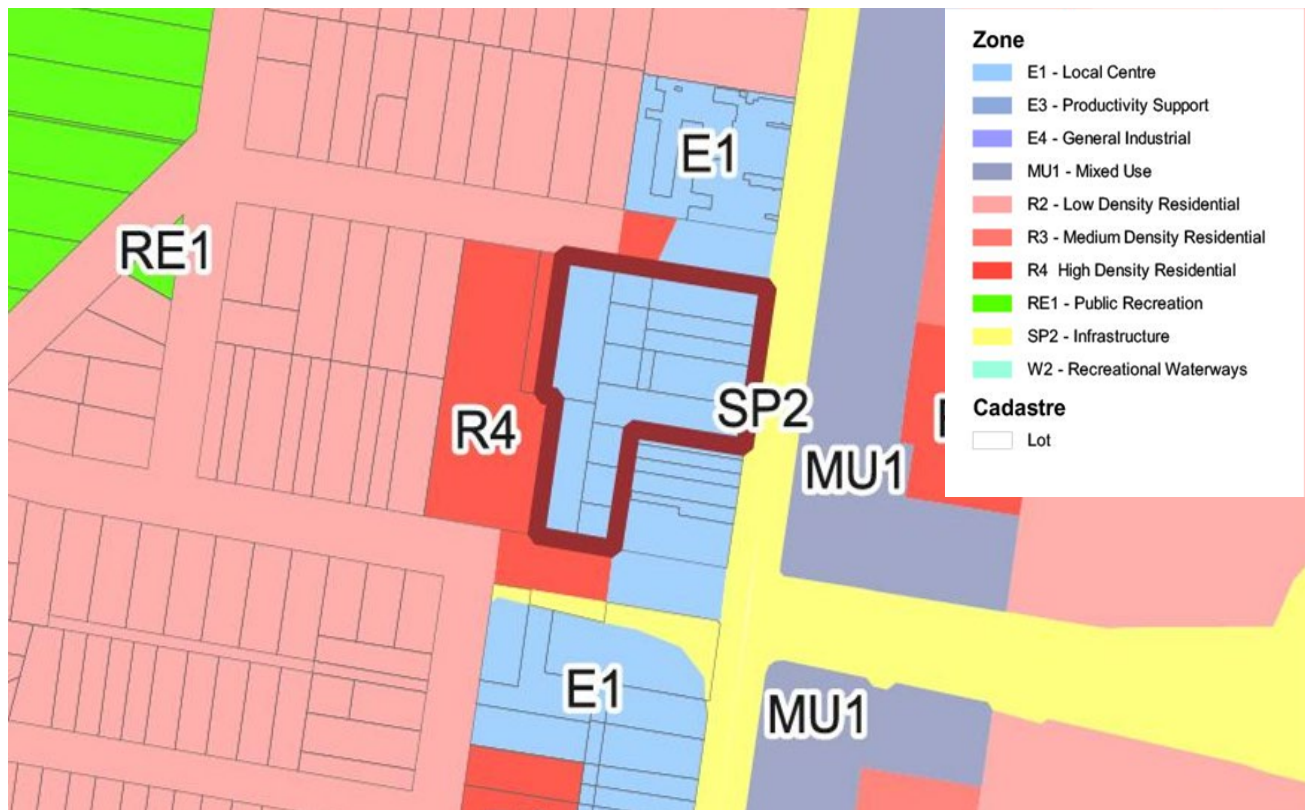 Zone
E1 - Local Centre
E3 - Productivity Support
E4 - General Industrial
MU1 - Mixed Use
R2 - Low Density Residential
R3 - Medium Density Residential
R4 High Density Residential
RE1 - Public Recreation
SP2 - Infrastructure
W2 - Recreational Waterways
Cadastre
Lot
E1
RE1
SP2
R4
MU1
E1
MU1